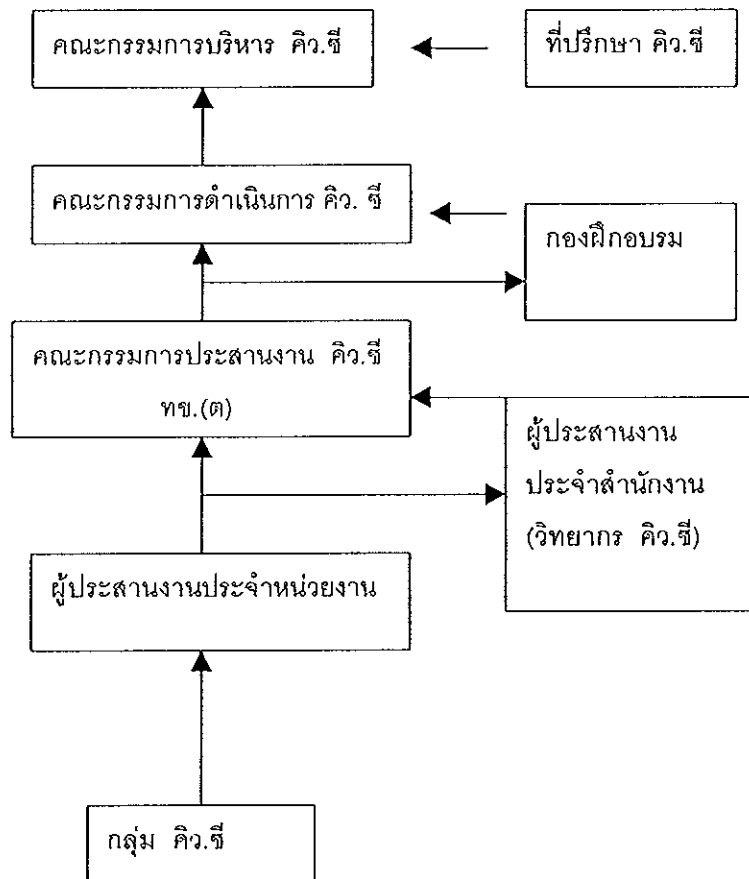 คณะกรรมการบริหาร คิว.ซี
ที่ปรึกษา คิว.ซี
คณะกรรมการดำเนินการ คิว. ซี
กองฝึกอบรม
คณะกรรมการประสานงาน คิว.ซี
ทข.(ต)
ผู้ประสานงาน
ประจำสำนักงาน
(วิทยากร คิว.ซี)
ผู้ประสานงานประจำหน่วยงาน
กลุ่ม คิว.ซี